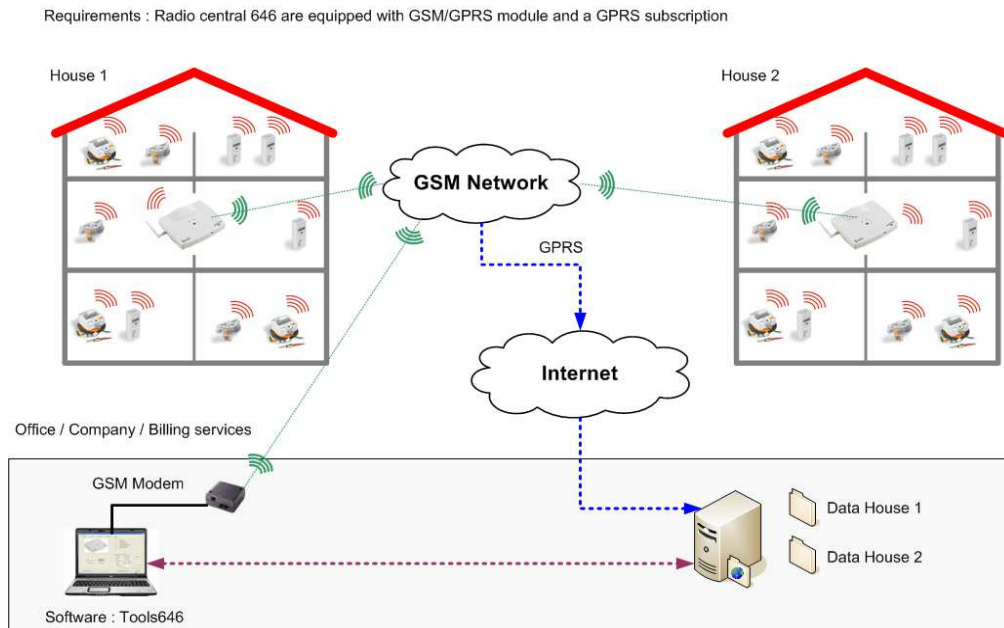 Requirements : Radio central 646 are equipped with GSM/GPRS module and a GPRS subscription
House 1
House 2
GSM Network
GPRS
Internet
Office / Company / Billing services
GSM Modem
Data House 1
Data House 2
Software : Tools646